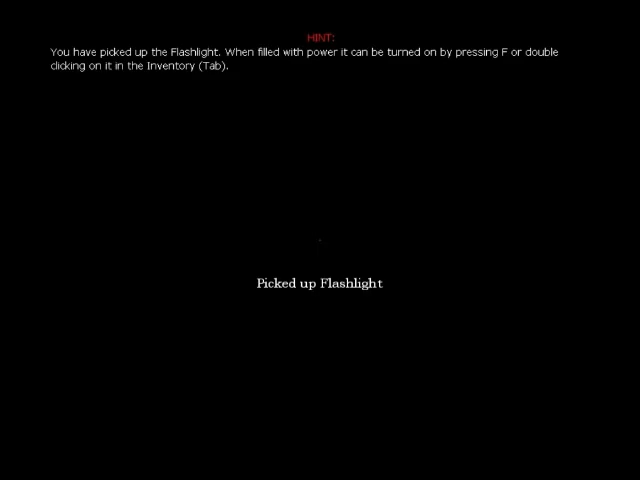 HINT:
You have picked up the Flashlight. When filled with power it can be turned on by pressing F or double
clicking on it in the Inventory (Tab).
Picked up Flashlight